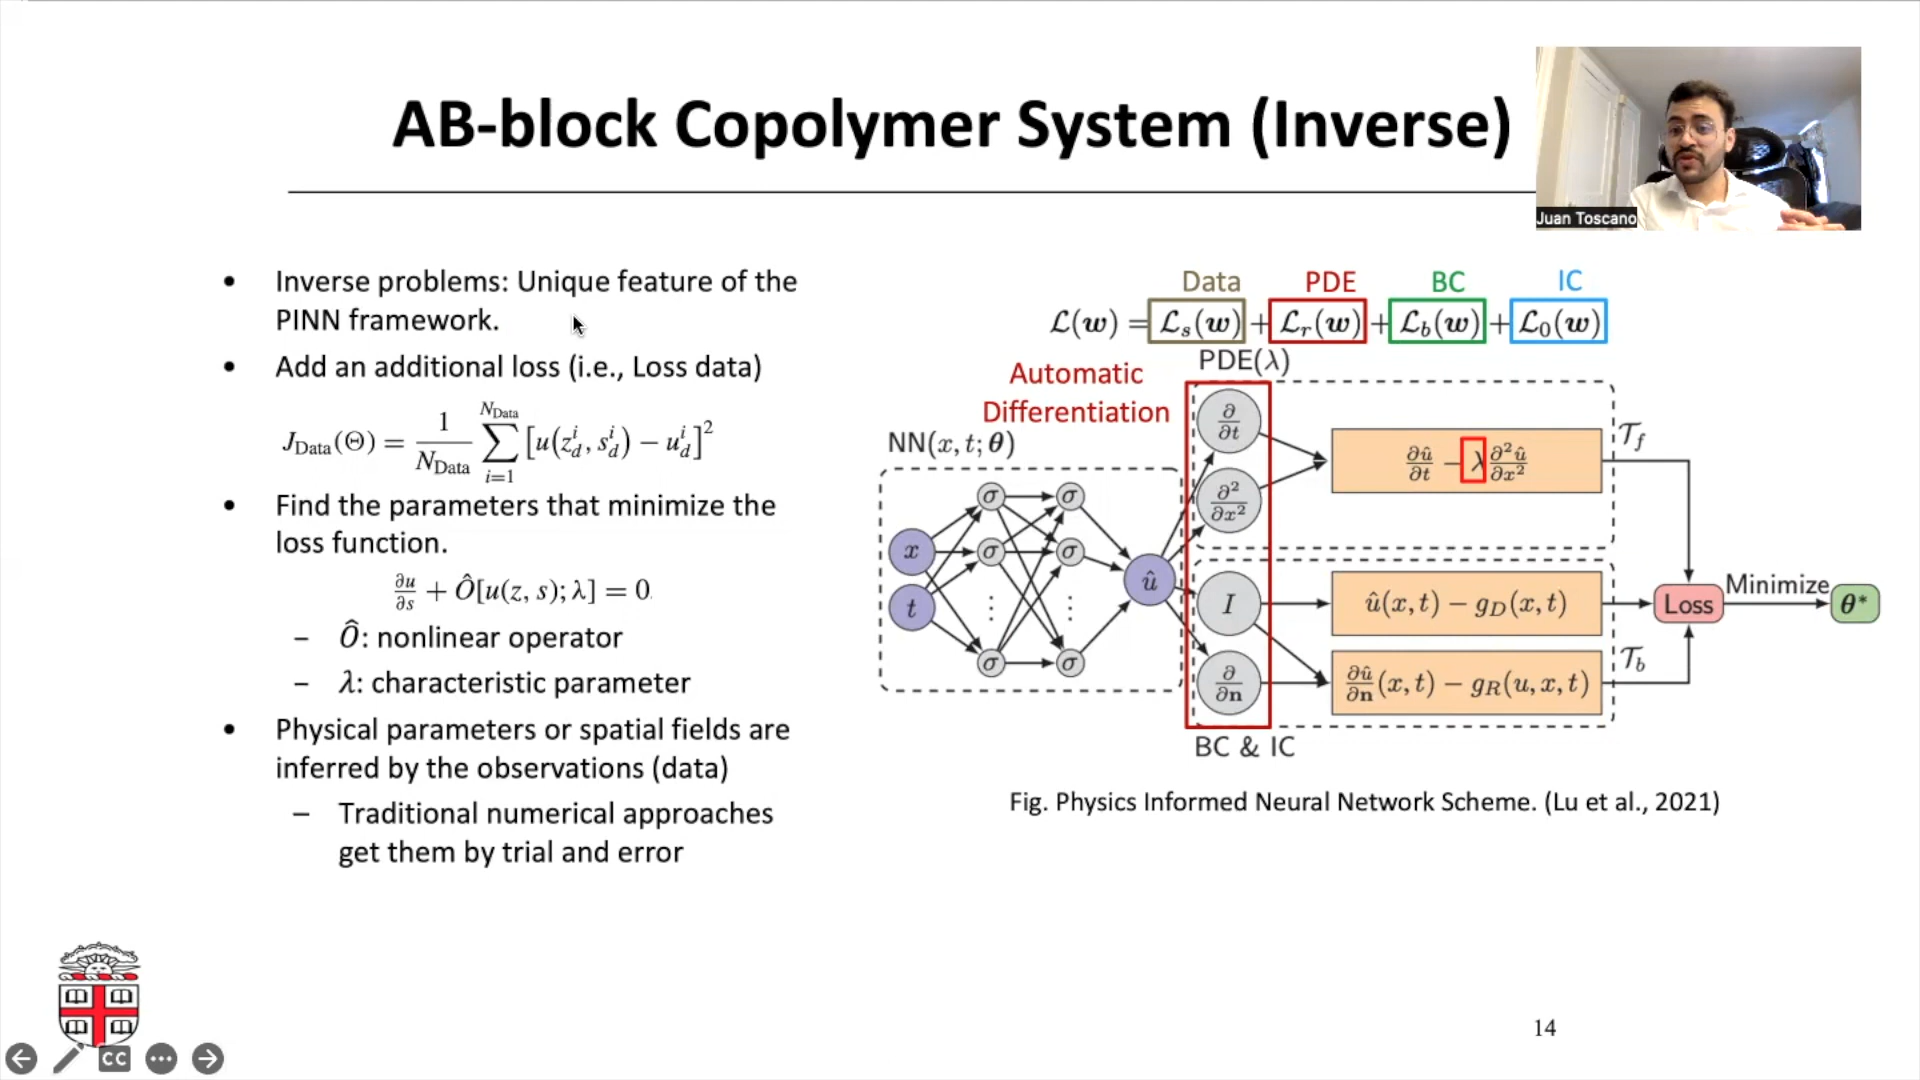 AB-block Copolymer System (Inverse)
Juan Toscano
• Inverse problems: Unique feature of the
PINN framework.
• Add an additional loss (i.e., Loss data)
J_Data(Θ) = 1/N_Data ∑_{i=1}^{N_Data} [u(z_d^i, s_d^i) − u_d^i]^2
• Find the parameters that minimize the
loss function.
∂u/∂s + Ô[u(z, s); λ] = 0
– Ô: nonlinear operator
– λ: characteristic parameter
• Physical parameters or spatial fields are
inferred by the observations (data)
– Traditional numerical approaches
get them by trial and error
Data PDE BC IC
ℒ(w) = ℒ_s(w) + ℒ_r(w) + ℒ_b(w) + ℒ_0(w)
PDE(λ)
Automatic
Differentiation
NN(x, t; θ)
x
t
σ σ
σ σ
⋮ ⋮
σ σ
û
∂/∂t
∂²/∂x²
I
∂/∂n
∂û/∂t − λ ∂²û/∂x²
𝒯_f
û(x, t) − g_D(x, t)
∂û/∂n (x, t) − g_R(u, x, t)
𝒯_b
Loss
Minimize
θ*
BC & IC
Fig. Physics Informed Neural Network Scheme. (Lu et al., 2021)
14
CC